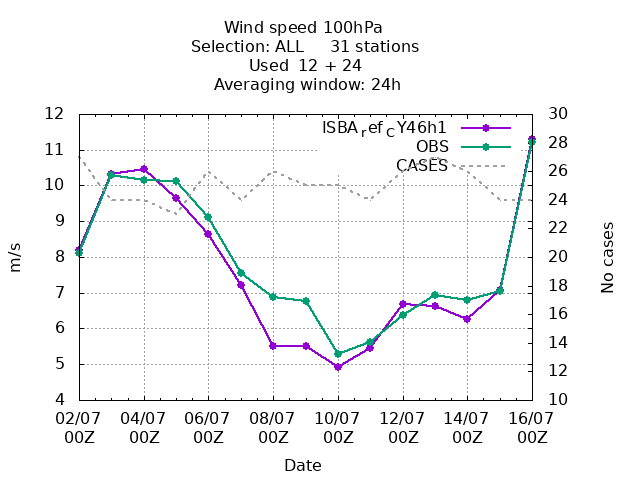 Wind speed 100hPa
Selection: ALL 31 stations
Used 12 + 24
Averaging window: 24h
12
11
10
9
8
7
6
5
4
m/s
30
28
26
24
22
20
18
16
14
12
10
No cases
ISBA_ref_CY46h1
OBS
CASES
02/07 04/07 06/07 08/07 10/07 12/07 14/07 16/07
00Z 00Z 00Z 00Z 00Z 00Z 00Z 00Z
Date